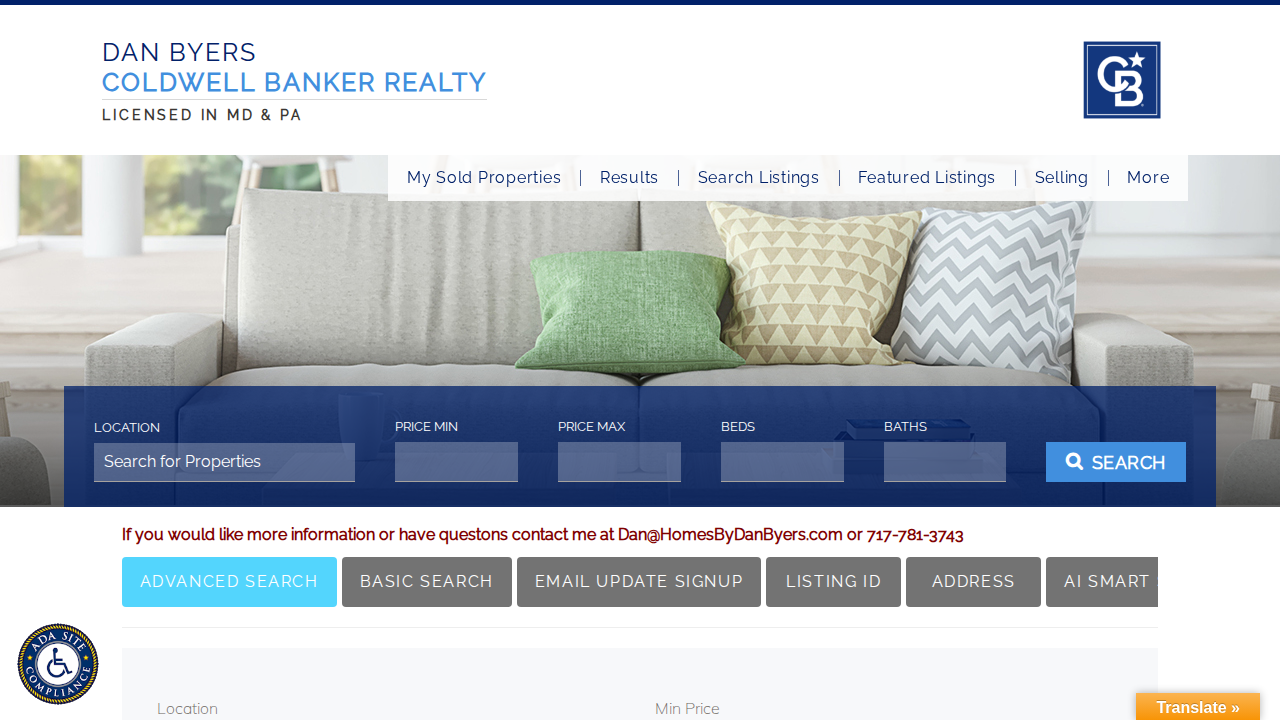 DAN BYERS
COLDWELL BANKER REALTY
LICENSED IN MD & PA
CB
My Sold Properties
Results
Search Listings
Featured Listings
Selling
More
LOCATION
PRICE MIN
PRICE MAX
BEDS
BATHS
Search for Properties
SEARCH
If you would like more information or have questons contact me at Dan@HomesByDanByers.com or 717-781-3743
ADVANCED SEARCH
BASIC SEARCH
EMAIL UPDATE SIGNUP
LISTING ID
ADDRESS
AI SMART
ADA SITE COMPLIANCE
Location
Min Price
Translate »